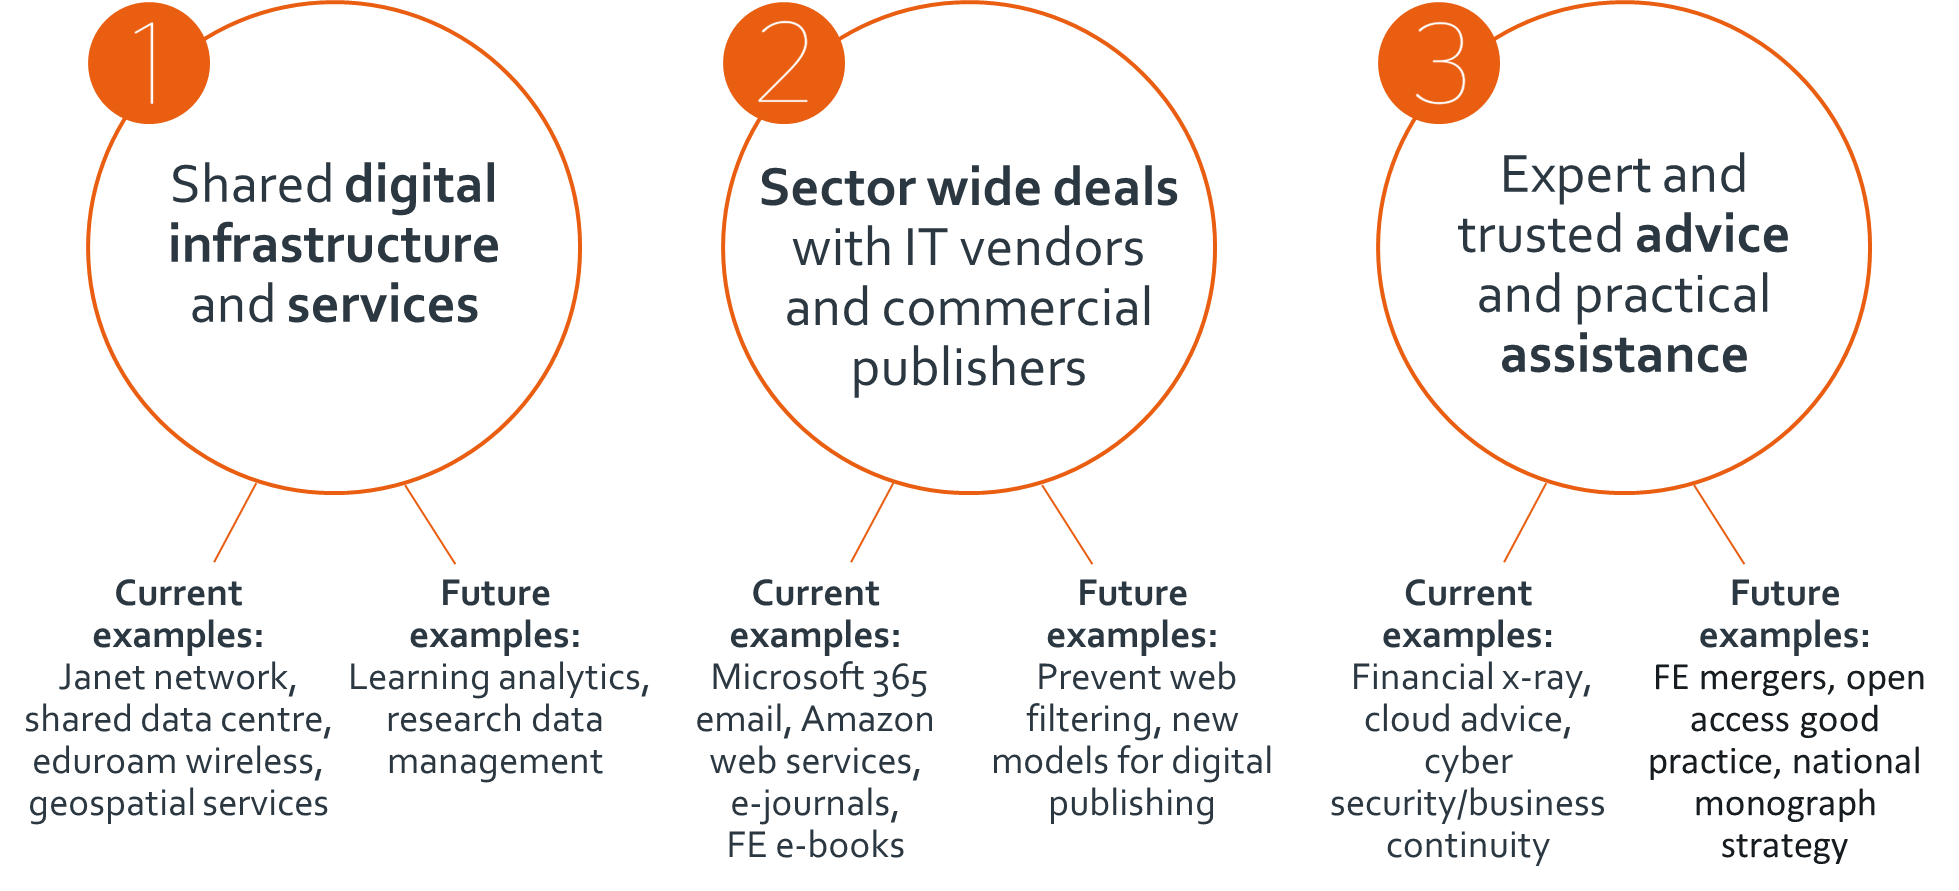 1
Shared digital
infrastructure
and services
Current
examples:
Janet network,
shared data centre,
eduroam wireless,
geospatial services
Future
examples:
Learning analytics,
research data
management
2
Sector wide deals
with IT vendors
and commercial
publishers
Current
examples:
Microsoft 365
email, Amazon
web services,
e-journals,
FE e-books
Future
examples:
Prevent web
filtering, new
models for digital
publishing
3
Expert and
trusted advice
and practical
assistance
Current
examples:
Financial x-ray,
cloud advice,
cyber
security/business
continuity
Future
examples:
FE mergers, open
access good
practice, national
monograph
strategy